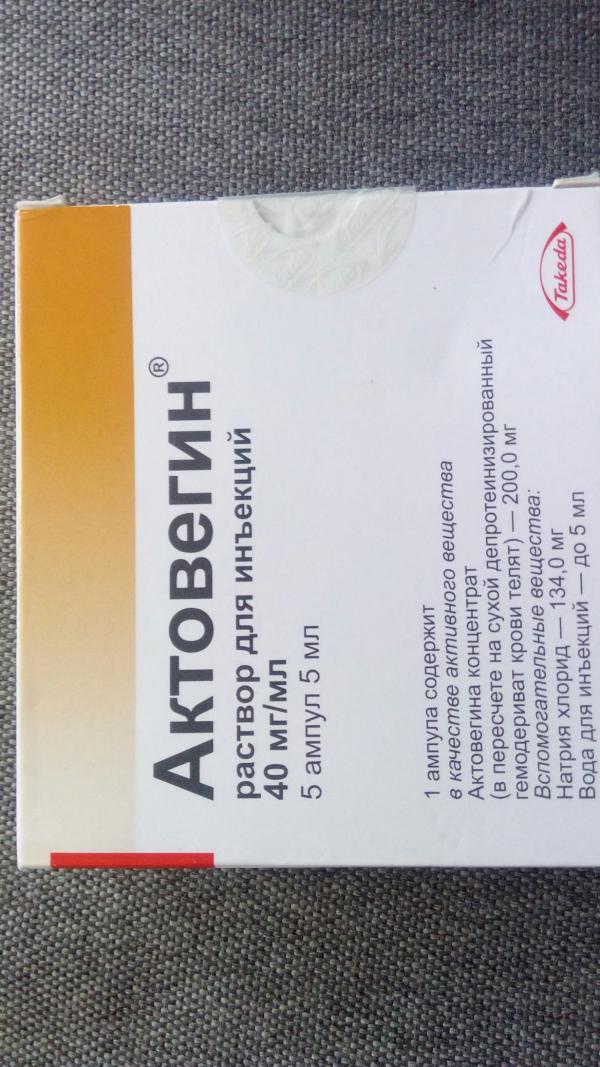 Актовегин®
раствор для инъекций
40 мг/мл
5 ампул 5 мл
1 ампула содержит
в качестве активного вещества
Актовегина концентрат
(в пересчете на сухой депротеинизированный
гемодериват крови телят) — 200,0 мг
Вспомогательные вещества:
Натрия хлорид — 134,0 мг
Вода для инъекций — до 5 мл
Takeda